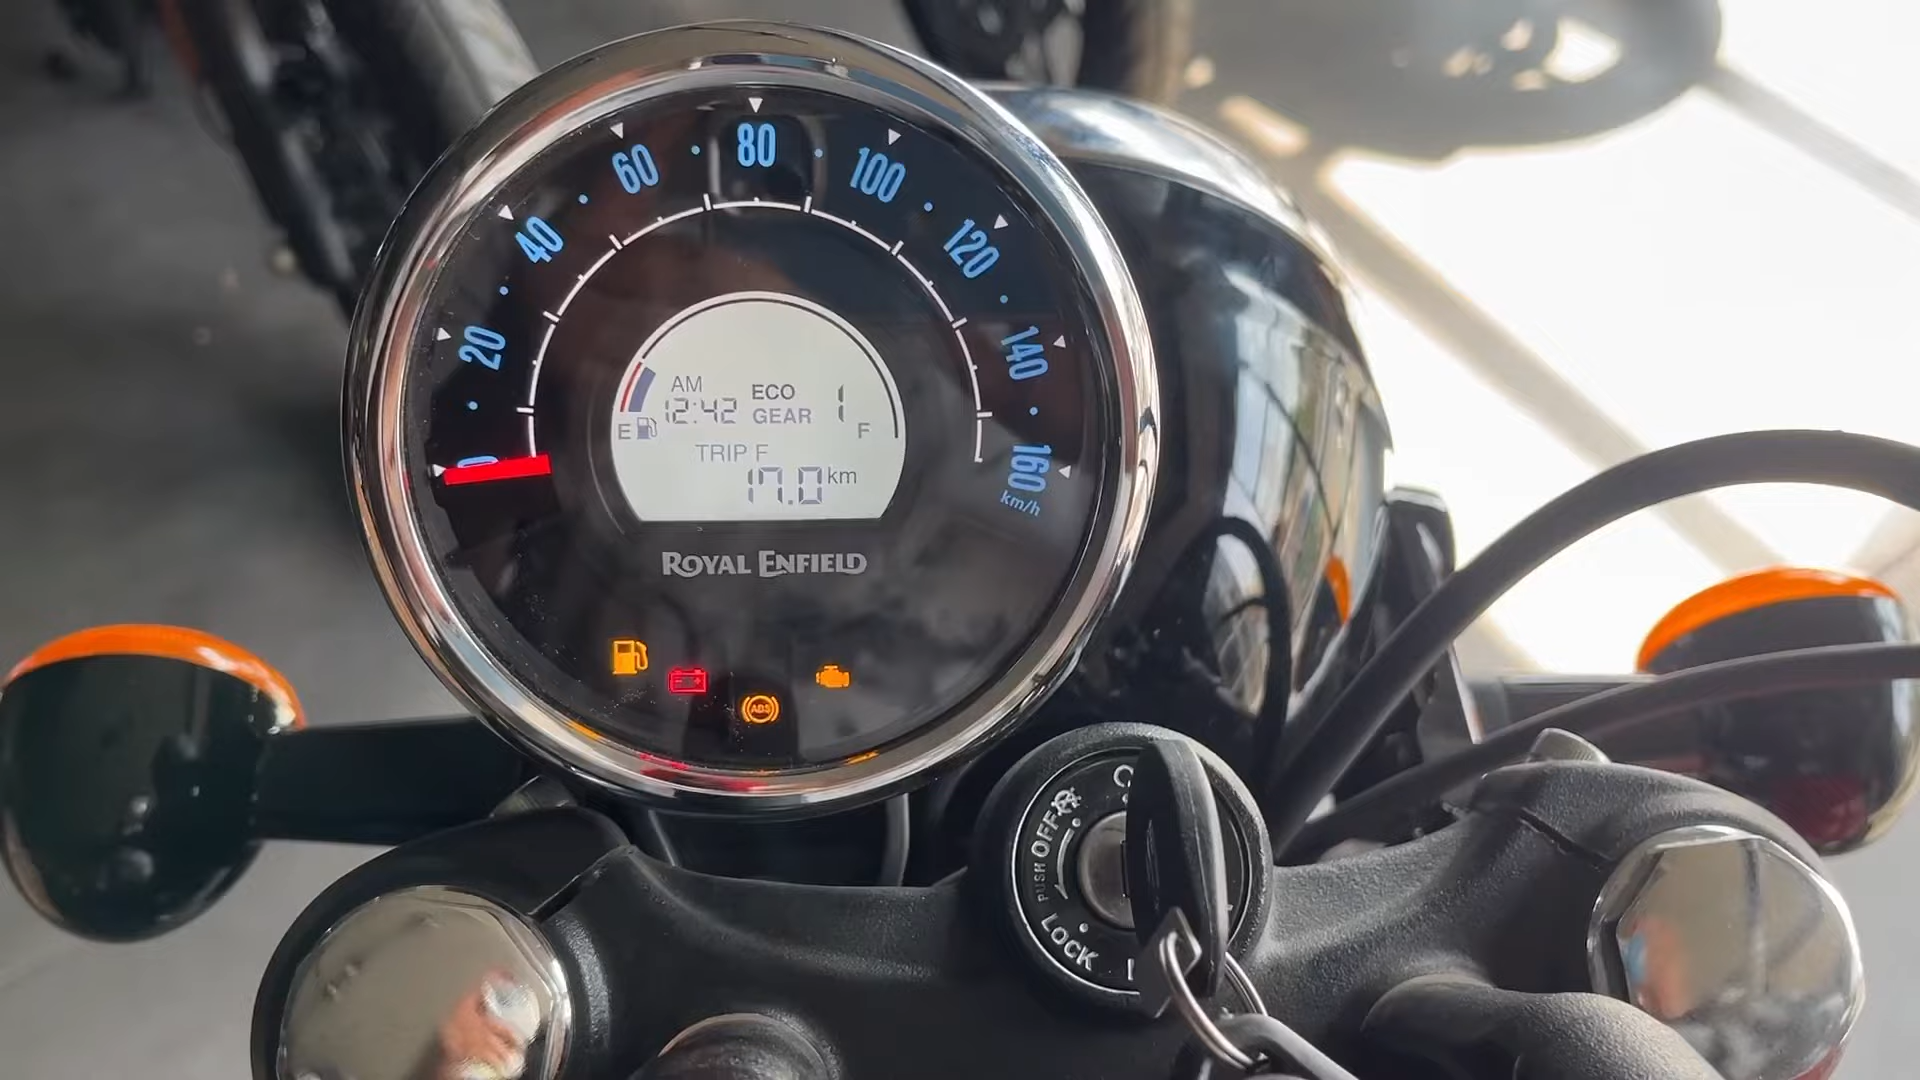 0
20
40
60
80
100
120
140
160
km/h
AM
12:42
ECO
GEAR 1
E
F
TRIP F
17.0 km
ROYAL ENFIELD
ABS
OFF
PUSH
LOCK